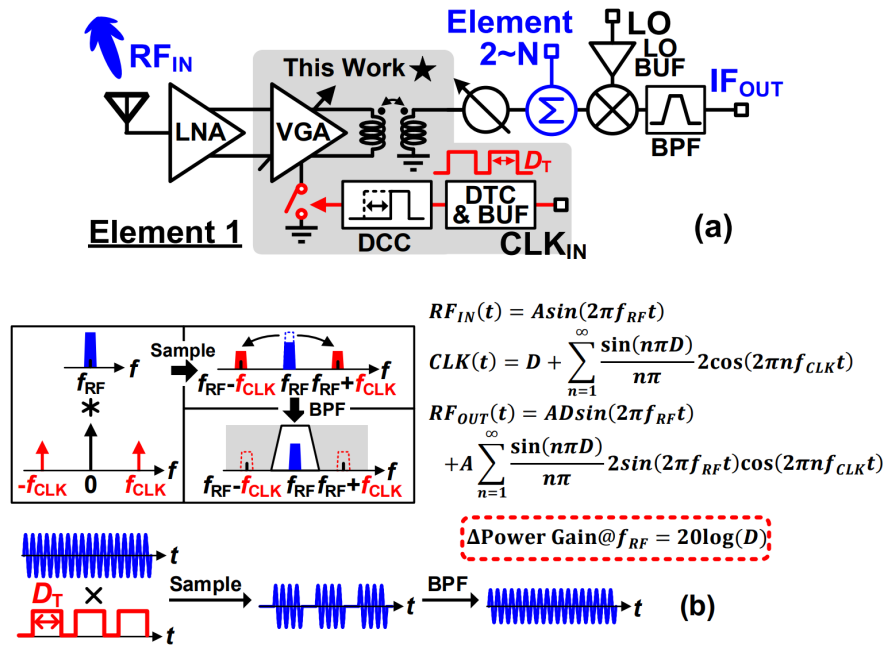 Element
2~N
LO
LO
BUF
RF_IN
This Work ★
IF_OUT
LNA
VGA
Σ
BPF
D_T
DTC
& BUF
DCC
CLK_IN
Element 1
(a)
f_RF f
Sample
f_RF-f_CLK f_RF f_RF+f_CLK f
BPF
*
-f_CLK 0 f_CLK f
f_RF-f_CLK f_RF f_RF+f_CLK f
RF_IN(t) = Asin(2πf_RF t)
CLK(t) = D + ∑_{n=1}^{∞} \frac{sin(nπD)}{nπ} 2cos(2πnf_CLK t)
RF_OUT(t) = ADsin(2πf_RF t)
+A ∑_{n=1}^{∞} \frac{sin(nπD)}{nπ} 2sin(2πf_RF t)cos(2πnf_CLK t)
ΔPower Gain@f_RF = 20log(D)
t
D_T ×
t
Sample
t
BPF
t
(b)